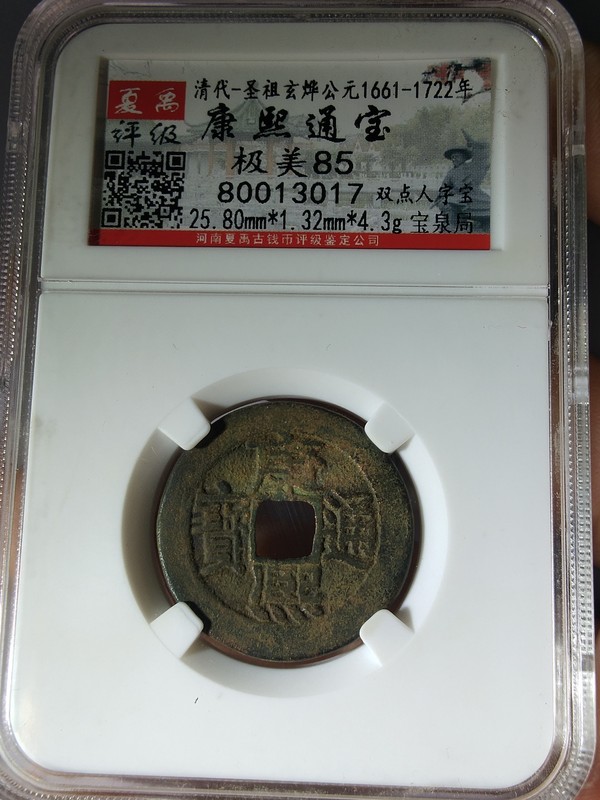 夏禹
评级
清代-圣祖玄烨公元1661-1722年
康熙通宝
极美85
80013017 双点人字宝
25.80mm*1.32mm*4.3g 宝泉局
河南夏禹古钱币评级鉴定公司
康熙通寶